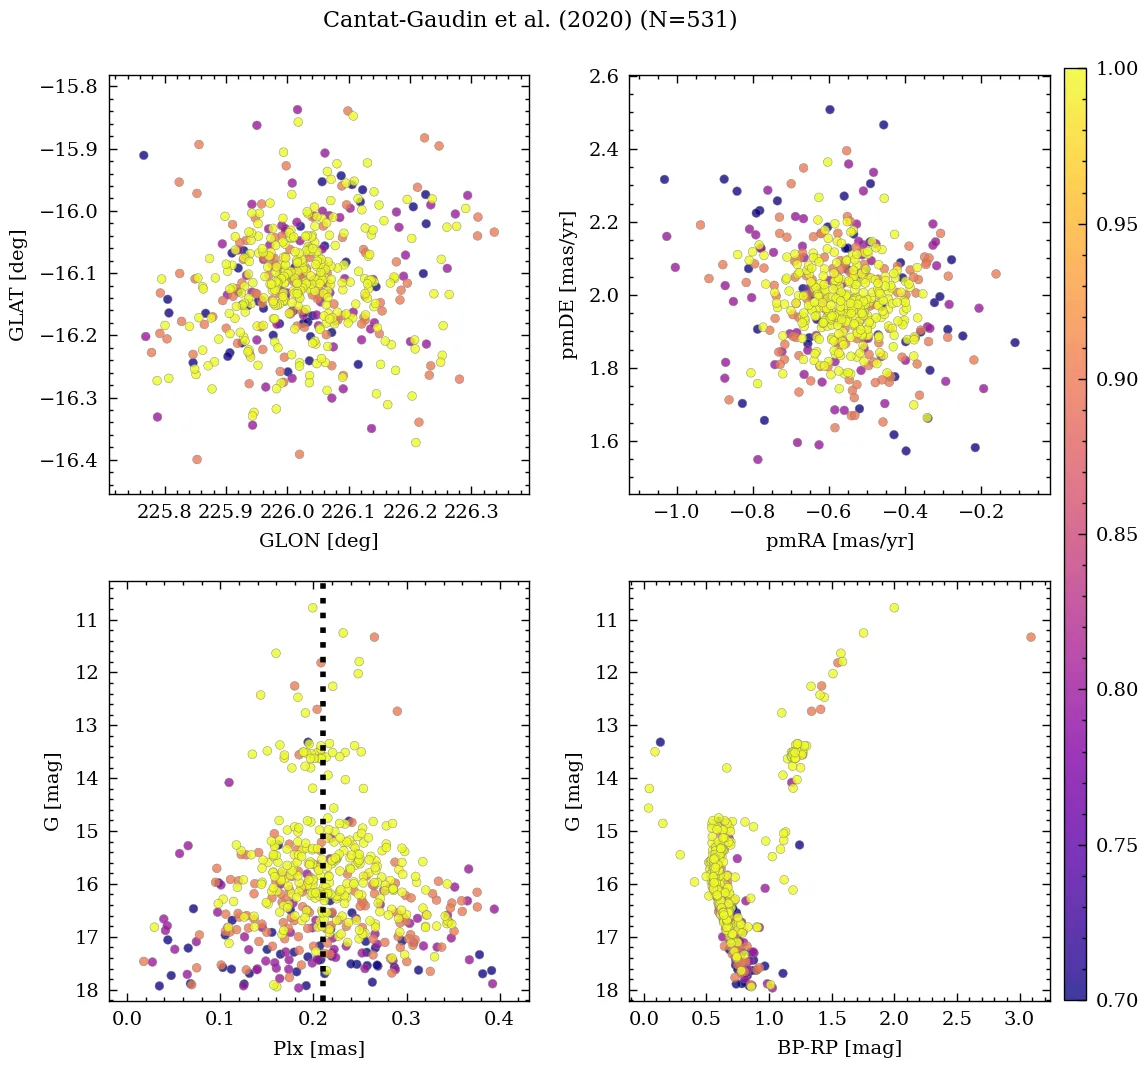 Cantat-Gaudin et al. (2020) (N=531)
−15.8
−15.9
−16.0
−16.1
−16.2
−16.3
−16.4
GLAT [deg]
225.8 225.9 226.0 226.1 226.2 226.3
GLON [deg]
2.6
2.4
2.2
2.0
1.8
1.6
pmDE [mas/yr]
−1.0 −0.8 −0.6 −0.4 −0.2
pmRA [mas/yr]
11
12
13
14
15
16
17
18
G [mag]
0.0 0.1 0.2 0.3 0.4
Plx [mas]
11
12
13
14
15
16
17
18
G [mag]
0.0 0.5 1.0 1.5 2.0 2.5 3.0
BP-RP [mag]
1.00
0.95
0.90
0.85
0.80
0.75
0.70